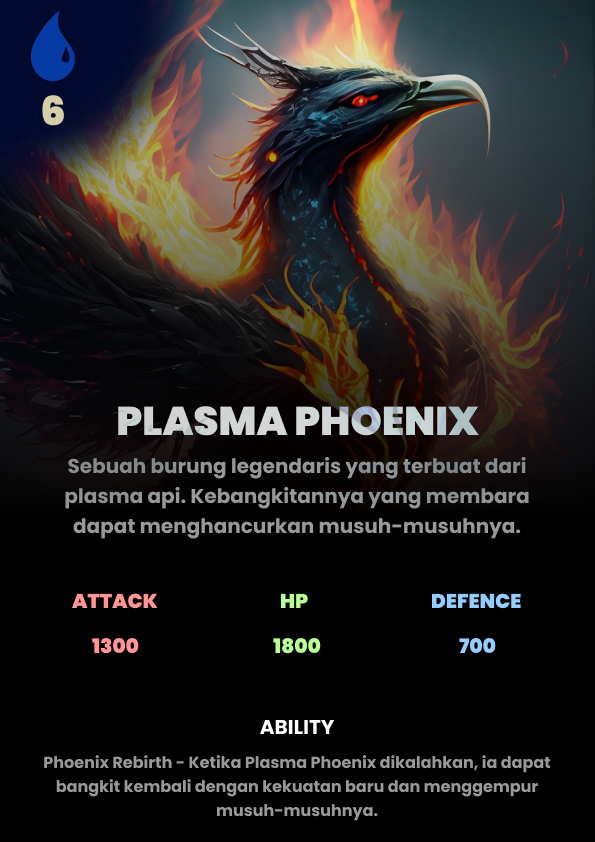 6
PLASMA PHOENIX
Sebuah burung legendaris yang terbuat dari
plasma api. Kebangkitannya yang membara
dapat menghancurkan musuh-musuhnya.
ATTACK HP DEFENCE
1300 1800 700
ABILITY
Phoenix Rebirth - Ketika Plasma Phoenix dikalahkan, ia dapat
bangkit kembali dengan kekuatan baru dan menggempur
musuh-musuhnya.